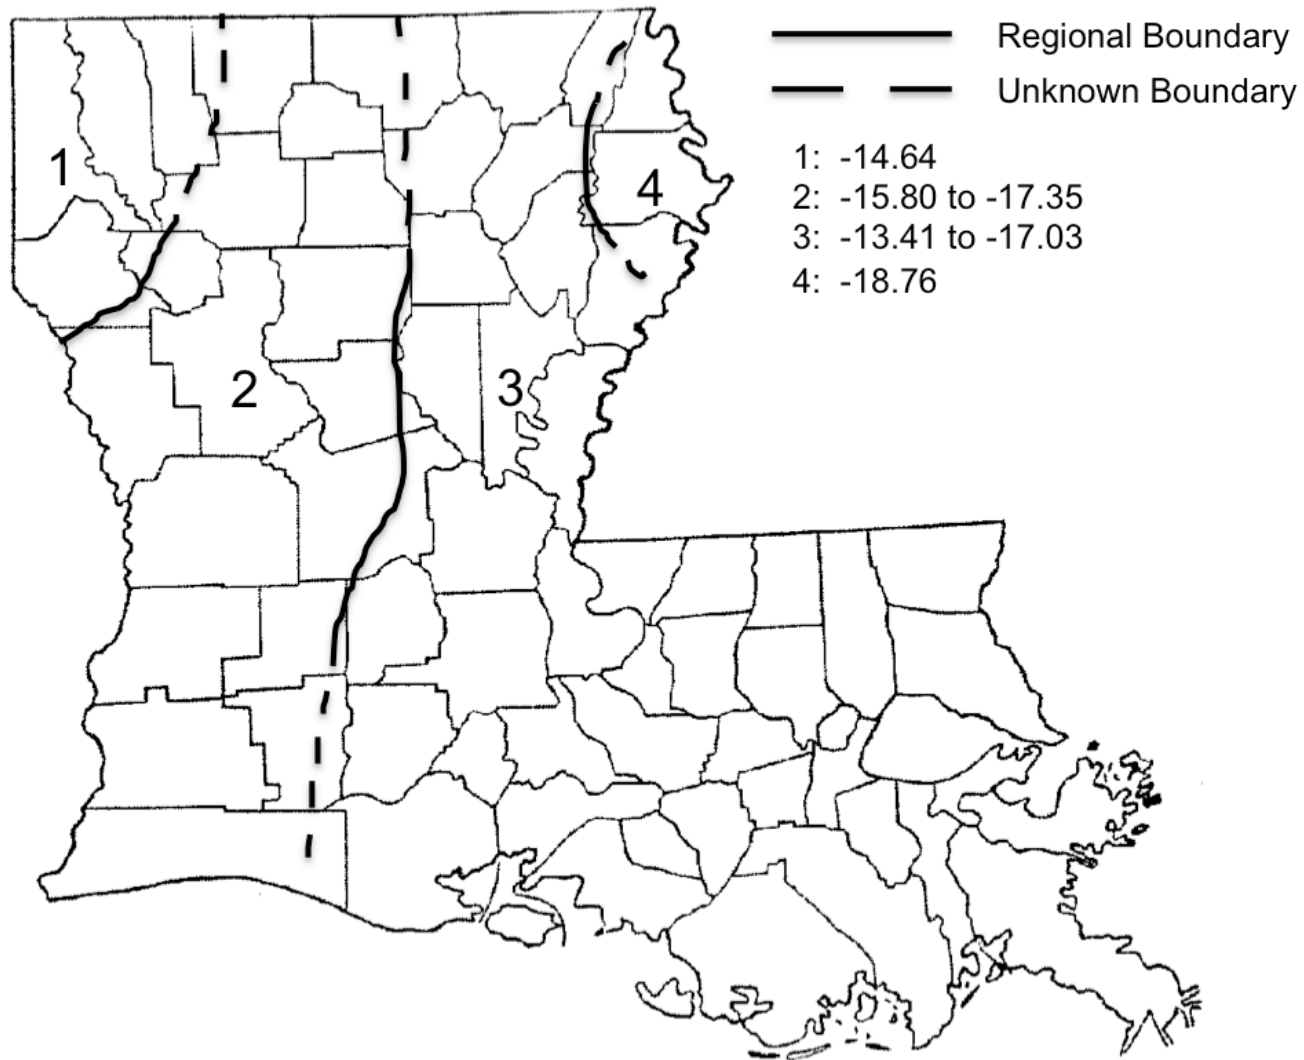 Regional Boundary
Unknown Boundary
1: -14.64
2: -15.80 to -17.35
3: -13.41 to -17.03
4: -18.76
1
4
2
3